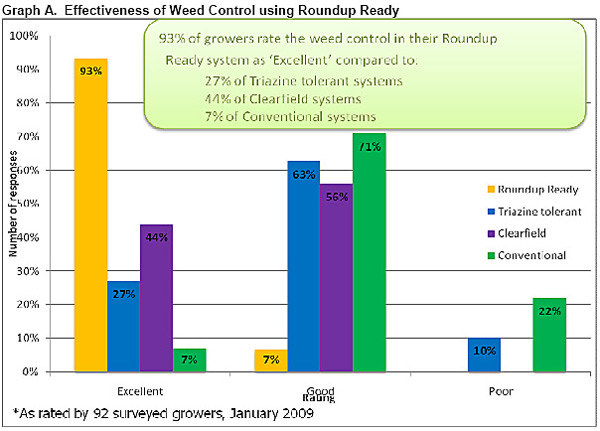 Graph A.  Effectiveness of Weed Control using Roundup Ready
93% of growers rate the weed control in their Roundup
Ready system as ‘Excellent’ compared to:
27% of Triazine tolerant systems
44% of Clearfield systems
7% of Conventional systems
Number of responses
100%
90%
80%
70%
60%
50%
40%
30%
20%
10%
0%
93%
27%
44%
7%
7%
63%
56%
71%
10%
22%
Roundup Ready
Triazine tolerant
Clearfield
Conventional
Excellent
Good
Poor
Rating
*As rated by 92 surveyed growers, January 2009